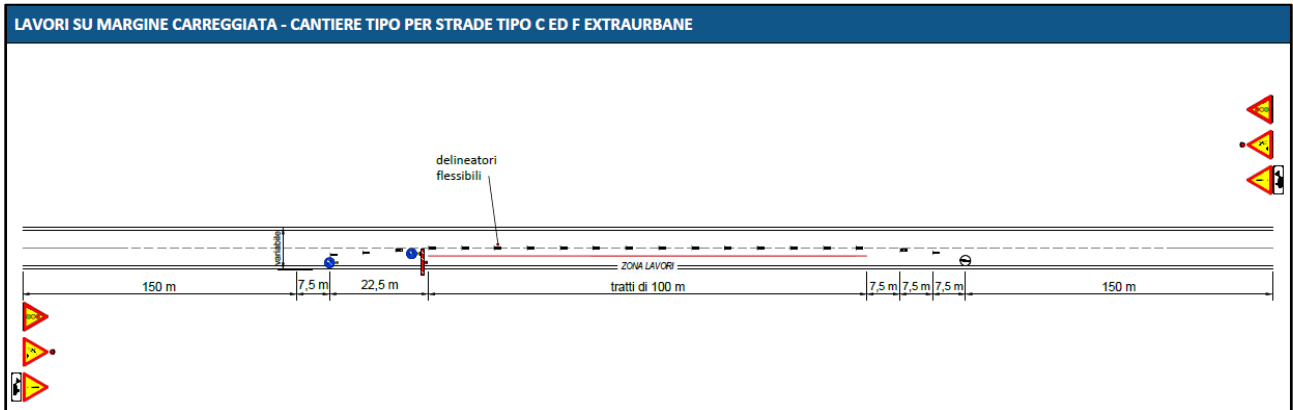 LAVORI SU MARGINE CARREGGIATA - CANTIERE TIPO PER STRADE TIPO C ED F EXTRAURBANE
delineatori
flessibili
variabile
ZONA LAVORI
150 m
7,5 m
22,5 m
tratti di 100 m
7,5 m
7,5 m
7,5 m
150 m